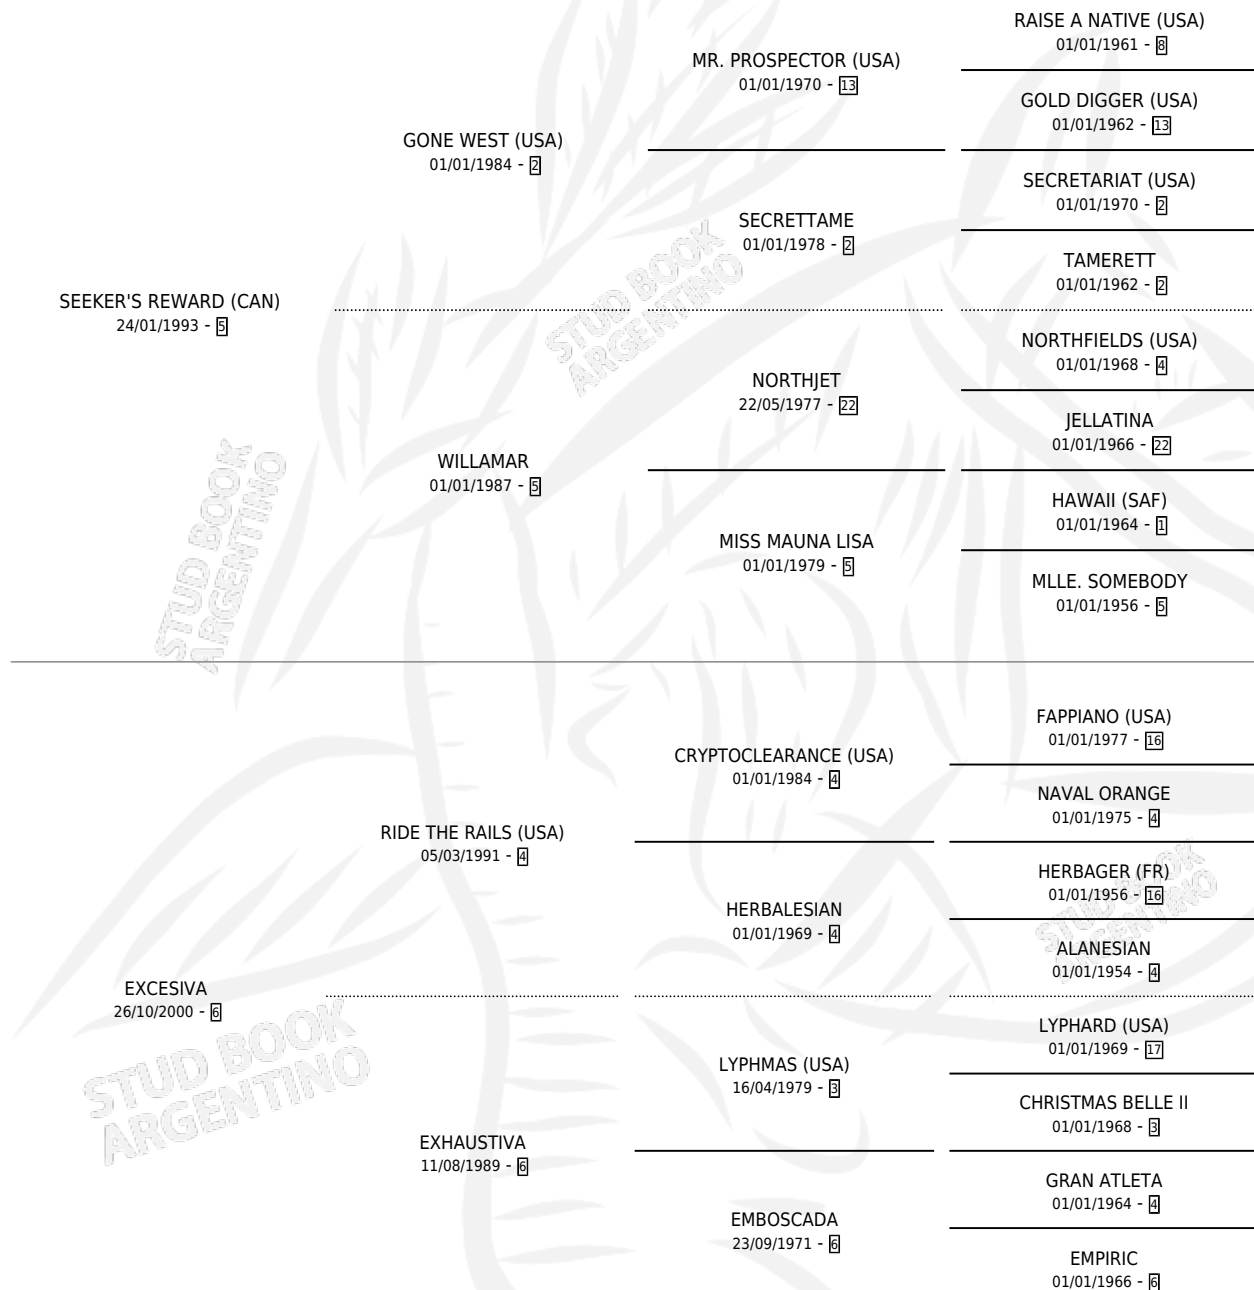 RAISE A NATIVE (USA)
01/01/1961 - 8
MR. PROSPECTOR (USA)
01/01/1970 - 13
GOLD DIGGER (USA)
01/01/1962 - 13
GONE WEST (USA)
01/01/1984 - 2
SECRETARIAT (USA)
01/01/1970 - 2
SECRETTAME
01/01/1978 - 2
TAMERETT
01/01/1962 - 2
SEEKER'S REWARD (CAN)
24/01/1993 - 5
NORTHFIELDS (USA)
01/01/1968 - 4
NORTHJET
22/05/1977 - 22
JELLATINA
01/01/1966 - 22
WILLAMAR
01/01/1987 - 5
HAWAII (SAF)
01/01/1964 - 1
MISS MAUNA LISA
01/01/1979 - 5
MLLE. SOMEBODY
01/01/1956 - 5
FAPPIANO (USA)
01/01/1977 - 16
CRYPTOCLEARANCE (USA)
01/01/1984 - 4
NAVAL ORANGE
01/01/1975 - 4
RIDE THE RAILS (USA)
05/03/1991 - 4
HERBAGER (FR)
01/01/1956 - 16
HERBALESIAN
01/01/1969 - 4
ALANESIAN
01/01/1954 - 4
EXCESIVA
26/10/2000 - 6
LYPHARD (USA)
01/01/1969 - 17
LYPHMAS (USA)
16/04/1979 - 3
CHRISTMAS BELLE II
01/01/1968 - 3
EXHAUSTIVA
11/08/1989 - 6
GRAN ATLETA
01/01/1964 - 4
EMBOSCADA
23/09/1971 - 6
EMPIRIC
01/01/1966 - 6
STUD BOOK
ARGENTINO
STUD BOOK
ARGENTINO
STUD BOOK
ARGENTINO
STUD BOOK
ARGENTINO